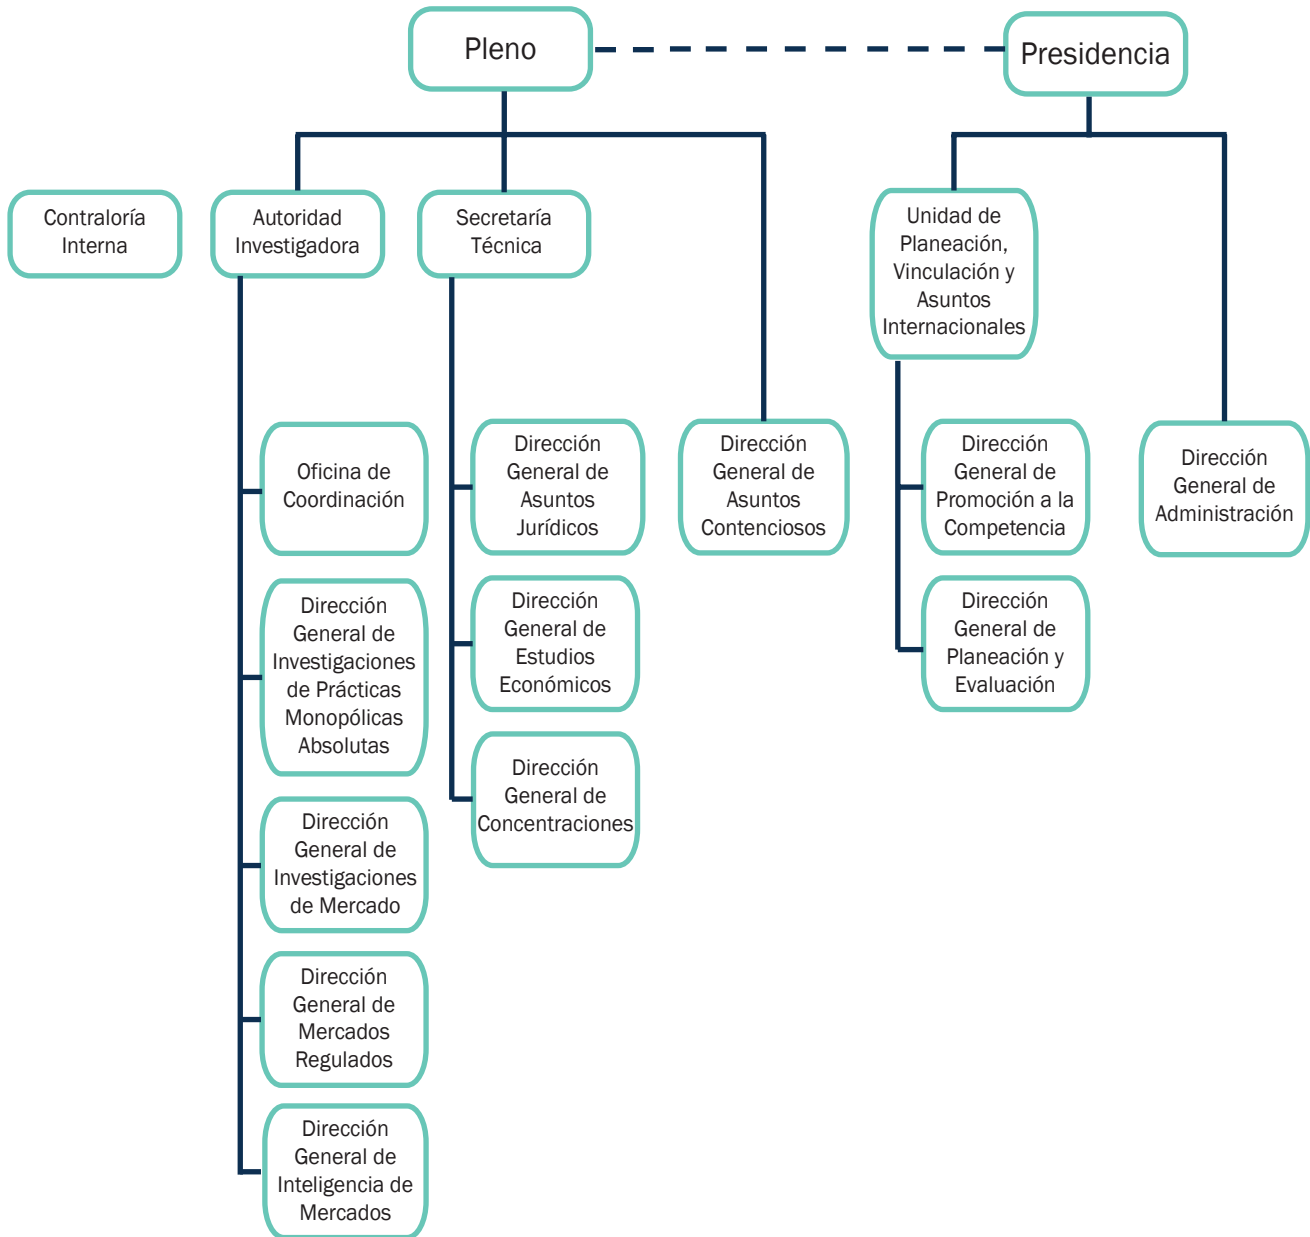 Pleno
Presidencia
Contraloría
Interna
Autoridad
Investigadora
Secretaría
Técnica
Unidad de
Planeación,
Vinculación y
Asuntos
Internacionales
Oficina de
Coordinación
Dirección
General de
Investigaciones
de Prácticas
Monopólicas
Absolutas
Dirección
General de
Investigaciones
de Mercado
Dirección
General de
Mercados
Regulados
Dirección
General de
Inteligencia de
Mercados
Dirección
General de
Asuntos
Jurídicos
Dirección
General de
Estudios
Económicos
Dirección
General de
Concentraciones
Dirección
General de
Asuntos
Contenciosos
Dirección
General de
Promoción a la
Competencia
Dirección
General de
Planeación y
Evaluación
Dirección
General de
Administración